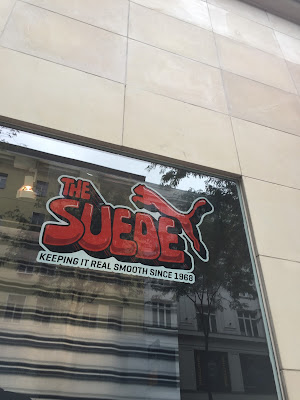 THE
SUEDE
KEEPING IT REAL SMOOTH SINCE 1968